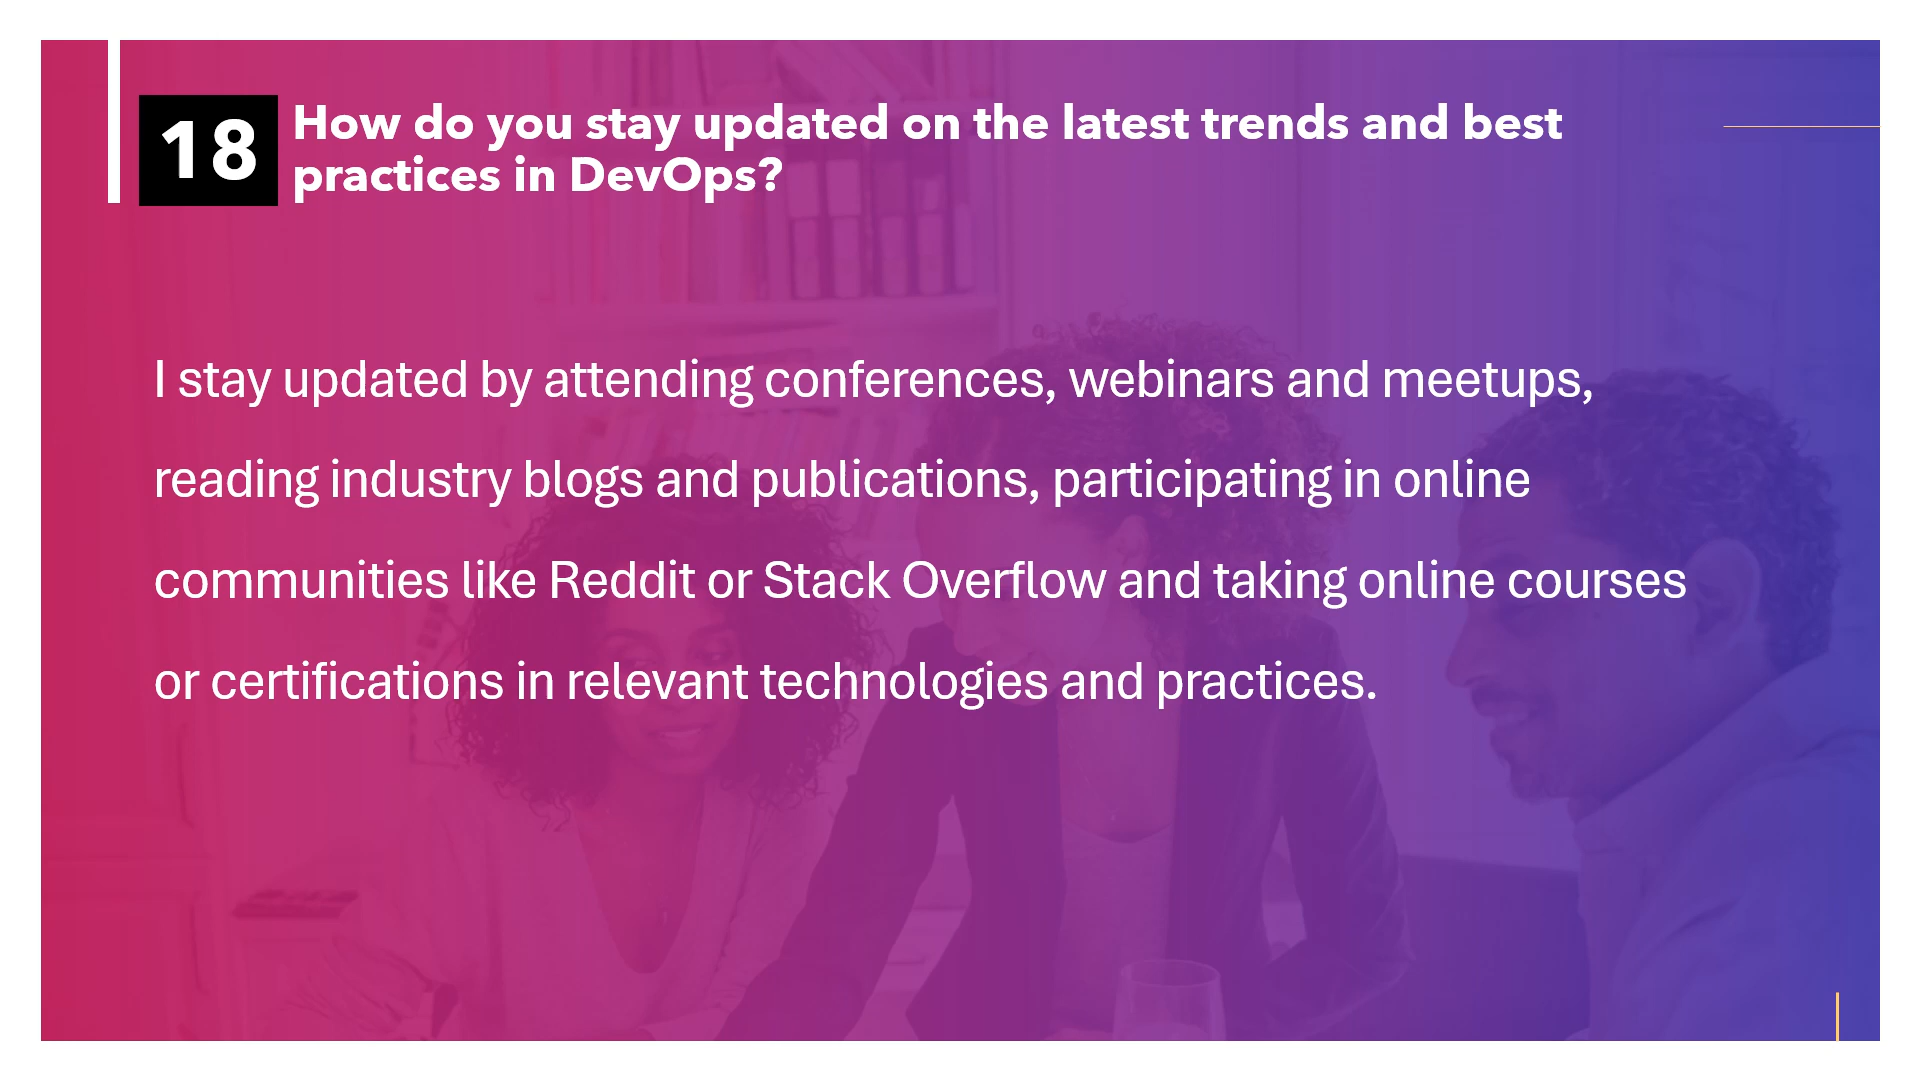 18
How do you stay updated on the latest trends and best
practices in DevOps?
I stay updated by attending conferences, webinars and meetups,
reading industry blogs and publications, participating in online
communities like Reddit or Stack Overflow and taking online courses
or certifications in relevant technologies and practices.